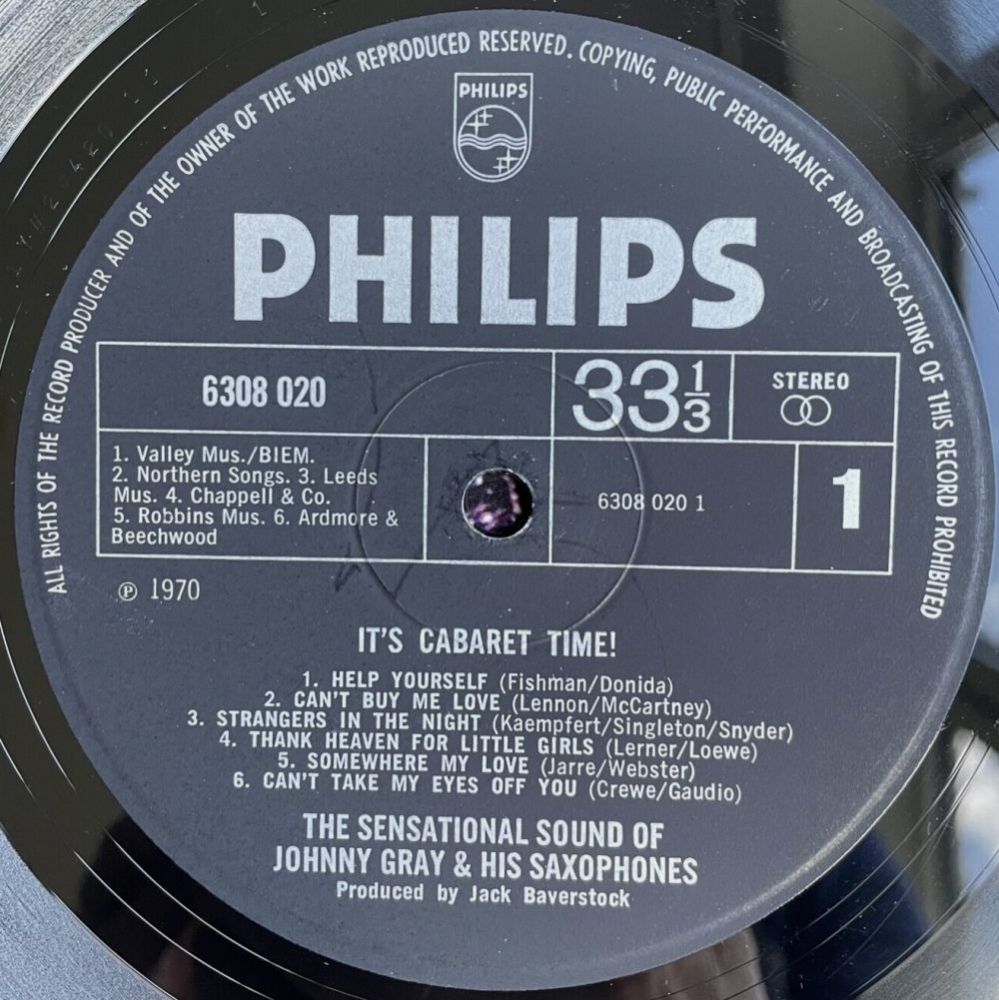 ALL RIGHTS OF THE RECORD PRODUCER AND OF THE OWNER OF THE WORK REPRODUCED RESERVED. COPYING, PUBLIC PERFORMANCE AND BROADCASTING OF THIS RECORD PROHIBITED
PHILIPS
PHILIPS
6308 020
33 1/3
STEREO
1. Valley Mus./BIEM.
2. Northern Songs. 3. Leeds
Mus. 4. Chappell & Co.
5. Robbins Mus. 6. Ardmore &
Beechwood
6308 020 1
1
℗ 1970
IT'S CABARET TIME!
1. HELP YOURSELF (Fishman/Donida)
2. CAN'T BUY ME LOVE (Lennon/McCartney)
3. STRANGERS IN THE NIGHT (Kaempfert/Singleton/Snyder)
4. THANK HEAVEN FOR LITTLE GIRLS (Lerner/Loewe)
5. SOMEWHERE MY LOVE (Jarre/Webster)
6. CAN'T TAKE MY EYES OFF YOU (Crewe/Gaudio)
THE SENSATIONAL SOUND OF
JOHNNY GRAY & HIS SAXOPHONES
Produced by Jack Baverstock